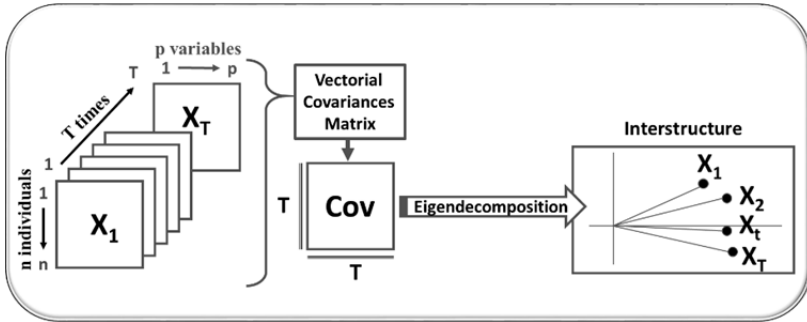 p variables
1 p
T
T times
1
X_T
1
n individuals
n
X_1
Vectorial
Covariances
Matrix
T
Cov
T
Eigendecomposition
Interstructure
X_1
X_2
X_t
X_T